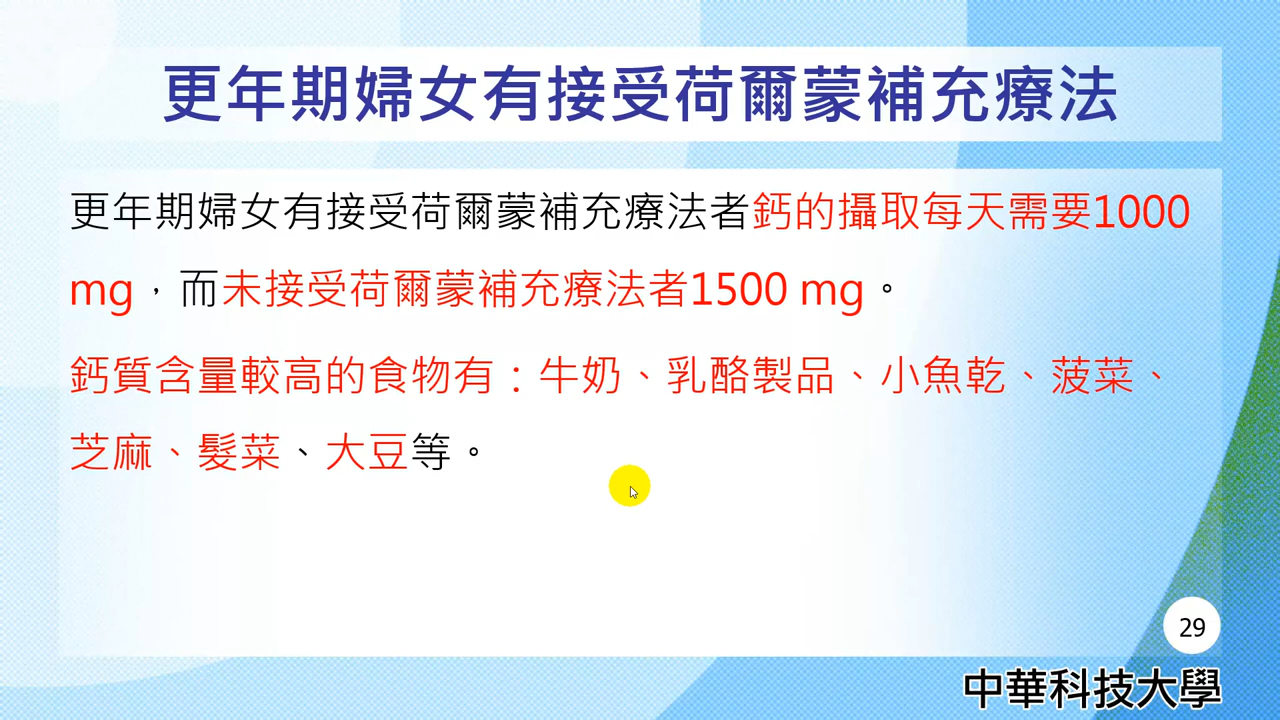 更年期婦女有接受荷爾蒙補充療法
更年期婦女有接受荷爾蒙補充療法者鈣的攝取每天需要1000
mg，而未接受荷爾蒙補充療法者1500 mg。
鈣質含量較高的食物有：牛奶、乳酪製品、小魚乾、菠菜、
芝麻、髮菜、大豆等。
29
中華科技大學